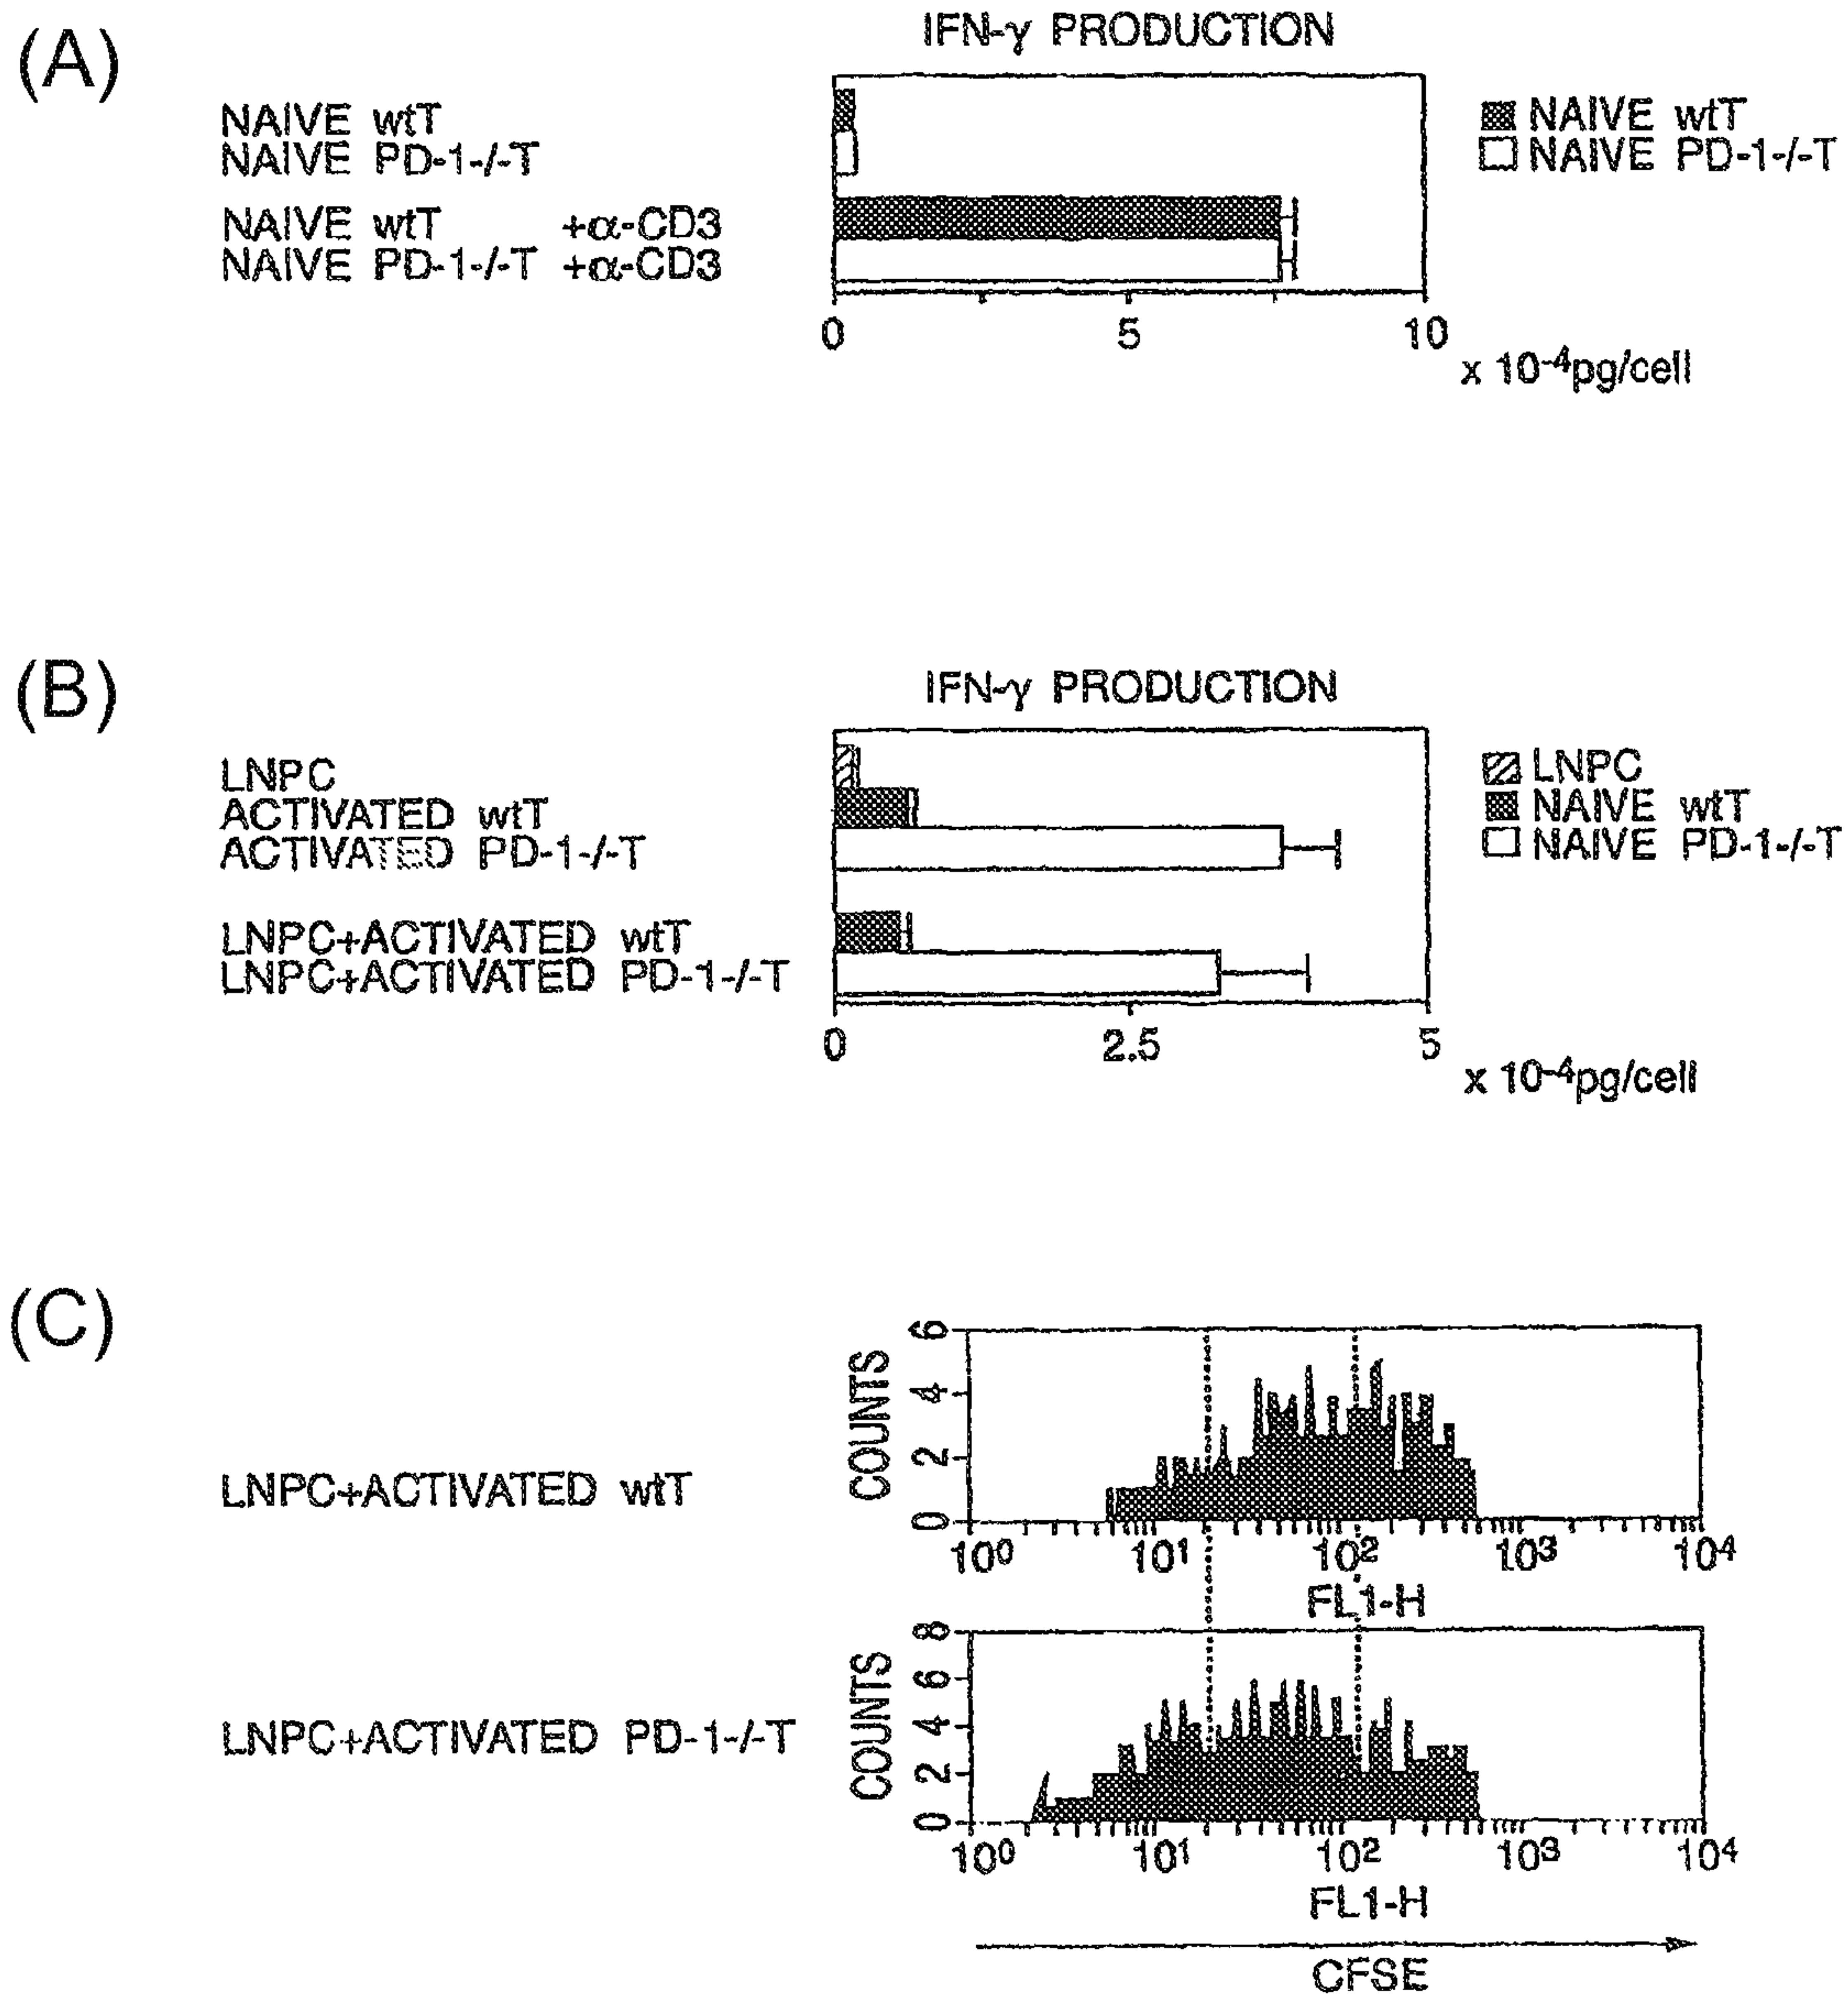 (A)
IFN-γ PRODUCTION
NAIVE wtT
NAIVE PD-1-/-T
NAIVE wtT +α-CD3
NAIVE PD-1-/-T +α-CD3
NAIVE wtT
NAIVE PD-1-/-T
0 5 10
x 10⁻⁴pg/cell
(B)
IFN-γ PRODUCTION
LNPC
ACTIVATED wtT
ACTIVATED PD-1-/-T
LNPC+ACTIVATED wtT
LNPC+ACTIVATED PD-1-/-T
LNPC
NAIVE wtT
NAIVE PD-1-/-T
0 2.5 5
x 10⁻⁴pg/cell
(C)
LNPC+ACTIVATED wtT
COUNTS
6
4
2
0
10⁰ 10¹ 10² 10³ 10⁴
FL1-H
LNPC+ACTIVATED PD-1-/-T
COUNTS
8
6
4
2
0
10⁰ 10¹ 10² 10³ 10⁴
FL1-H
CFSE